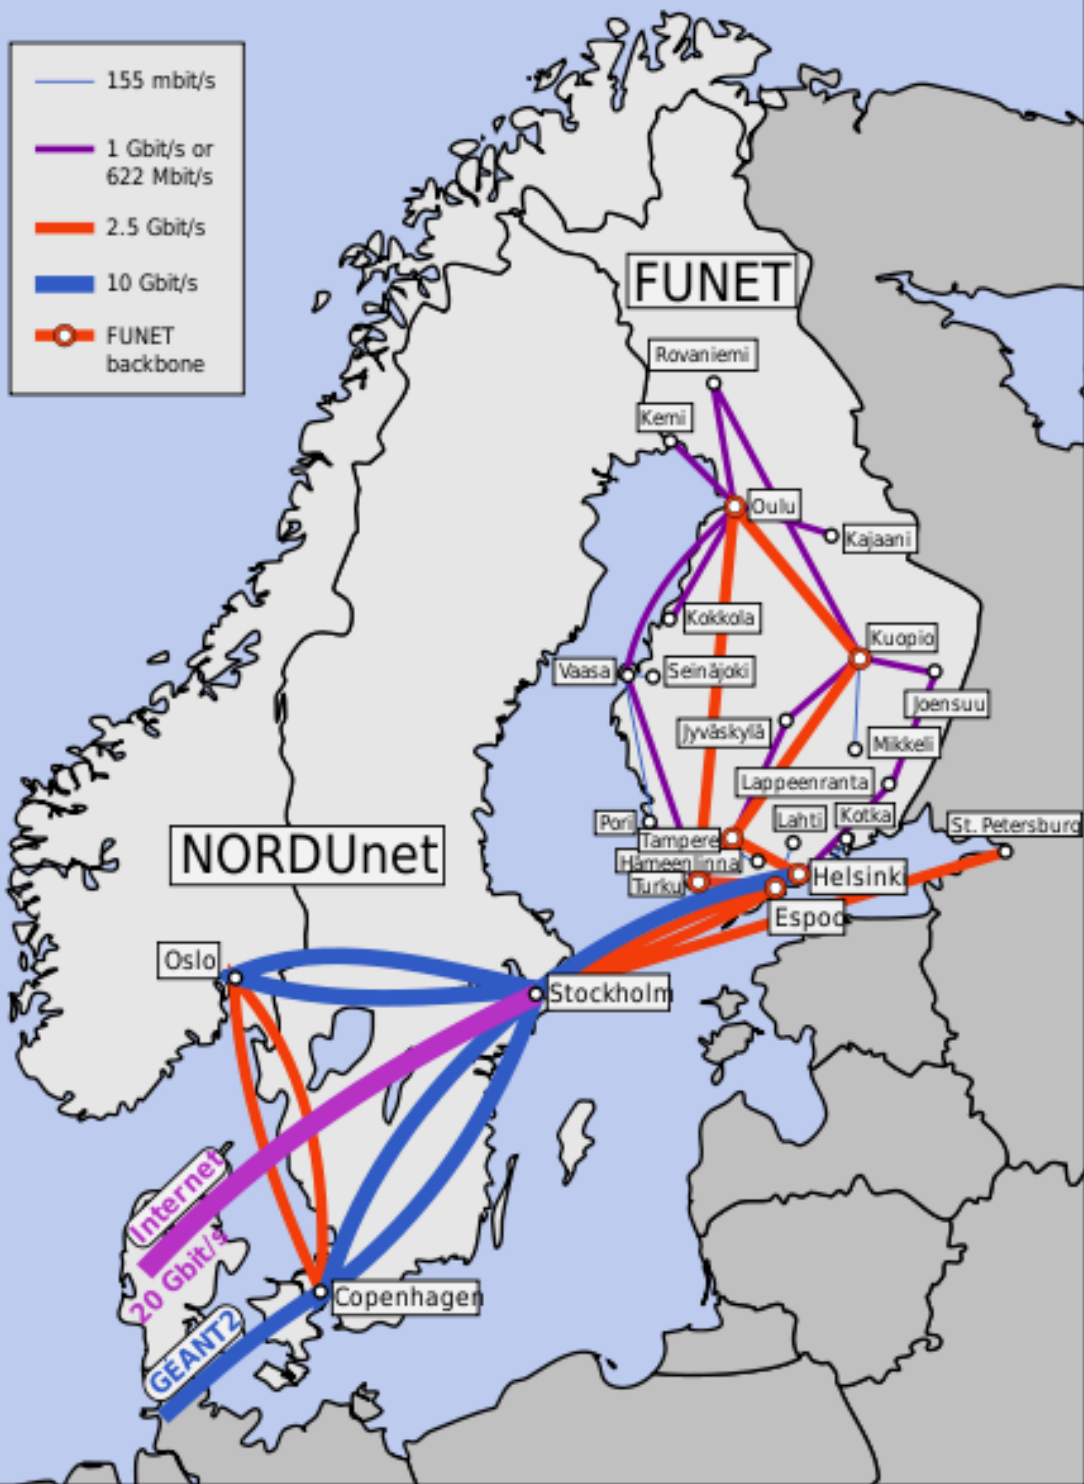 155 mbit/s
1 Gbit/s or
622 Mbit/s
2.5 Gbit/s
10 Gbit/s
FUNET
backbone
FUNET
Rovaniemi
Kemi
Oulu
Kajaani
Kokkola
Kuopio
Vaasa
Seinäjoki
Joensuu
Jyväskylä
Mikkeli
Lappeenranta
Pori
Lahti
Kotka
St. Petersburg
Tampere
Hämeenlinna
Turku
Helsinki
Espoo
NORDUnet
Oslo
Stockholm
Internet
20 Gbit/s
Copenhagen
GÉANT2